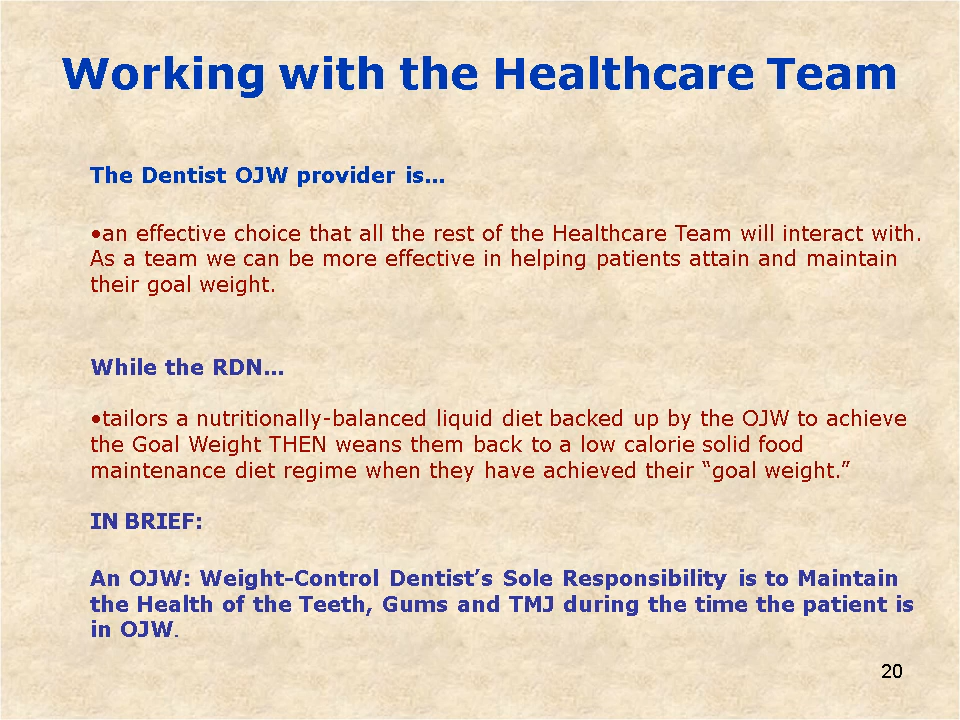 Working with the Healthcare Team
The Dentist OJW provider is…
•an effective choice that all the rest of the Healthcare Team will interact with.
As a team we can be more effective in helping patients attain and maintain
their goal weight.
While the RDN…
•tailors a nutritionally-balanced liquid diet backed up by the OJW to achieve
the Goal Weight THEN weans them back to a low calorie solid food
maintenance diet regime when they have achieved their “goal weight.”
IN BRIEF:
An OJW: Weight-Control Dentist’s Sole Responsibility is to Maintain
the Health of the Teeth, Gums and TMJ during the time the patient is
in OJW.
20